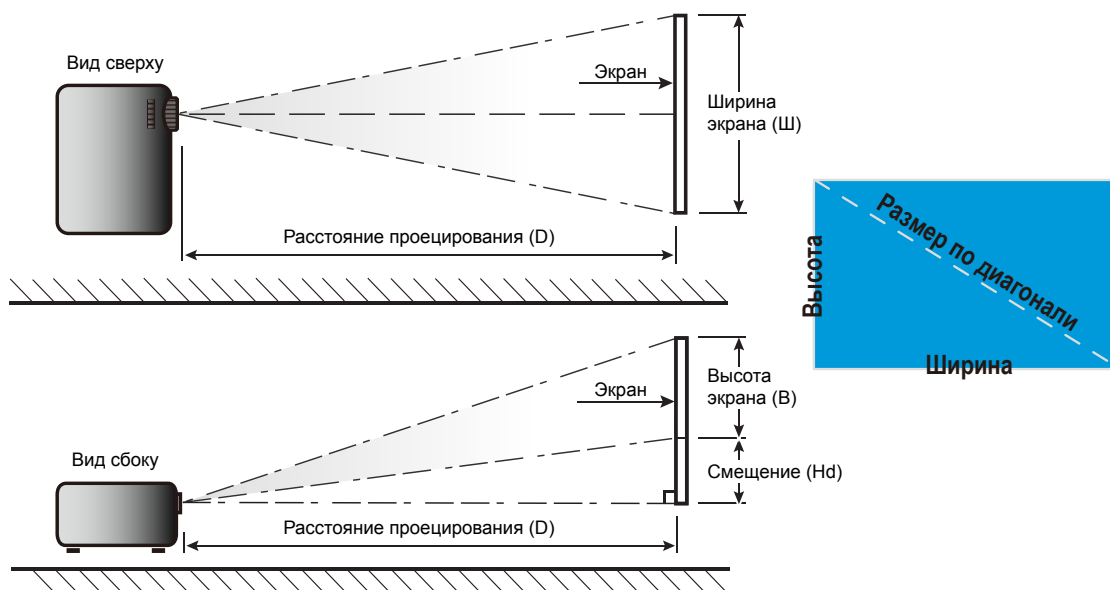 Вид сверху
Экран
Ширина
экрана (Ш)
Расстояние проецирования (D)
Высота
Размер по диагонали
Ширина
Вид сбоку
Экран
Высота
экрана (В)
Смещение (Hd)
Расстояние проецирования (D)